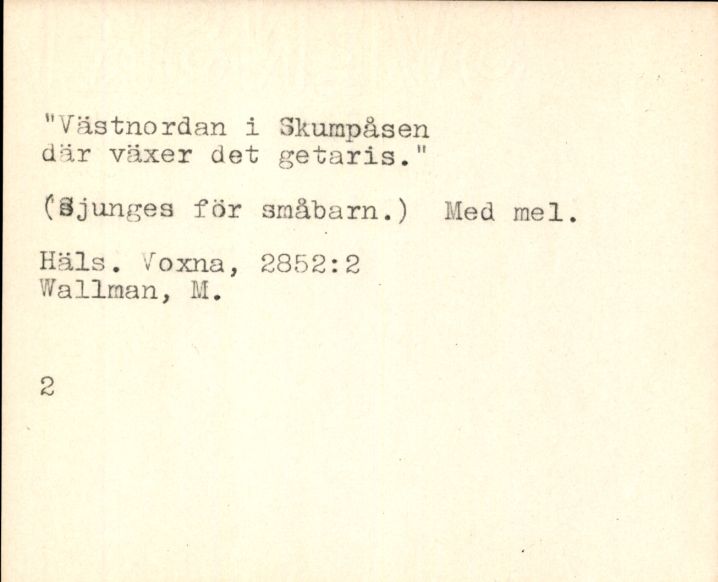 "Västnordan i Skumpåsen
där växer det getaris."
(Sjunges för småbarn.) Med mel.
Häls. Voxna, 2852:2
Wallman, M.
2